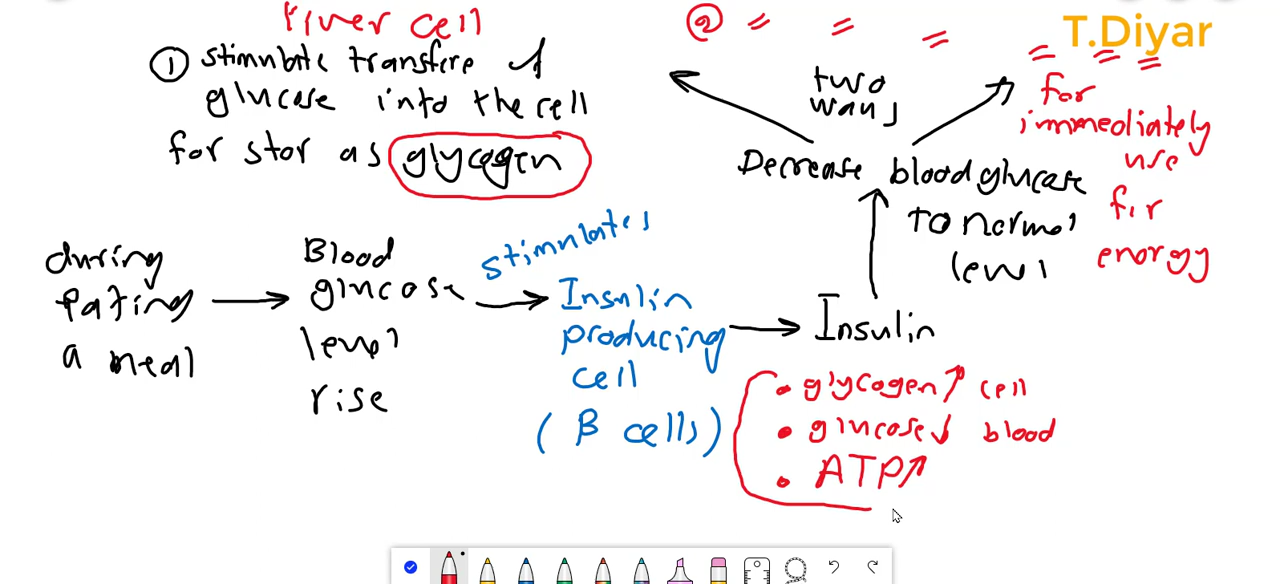 Liver cell
① stimulate transfere of
glucose into the cell
for stor as glycogen
② = = = = = =
T.Diyar
two
ways
for
immediately
use
for
energy
Decrease blood glucose
to normal
level
during
eating
a meal
Blood
glucose
level
rise
stimulates
Insulin
producing
cell
(β cells)
Insulin
• glycogen↑ cell
• glucose↓ blood
• ATP↑